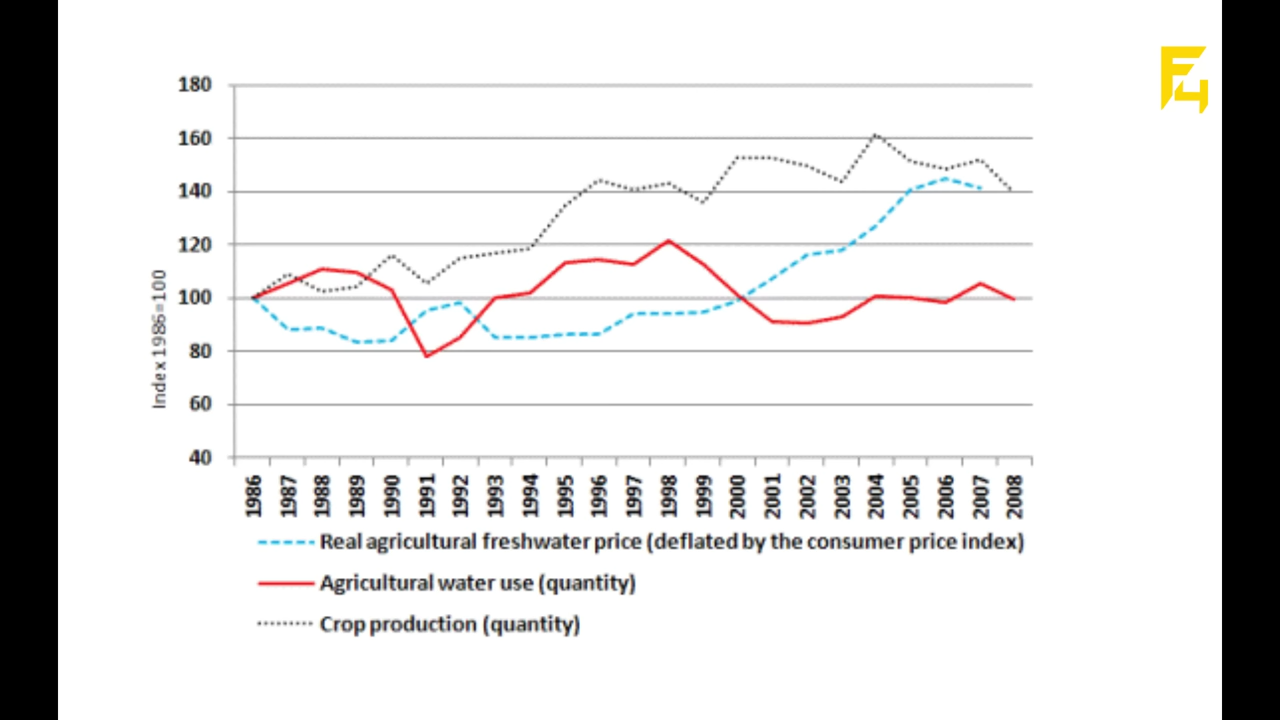 F4
180
160
140
120
100
80
60
40
Index 1986=100
1986 1987 1988 1989 1990 1991 1992 1993 1994 1995 1996 1997 1998 1999 2000 2001 2002 2003 2004 2005 2006 2007 2008
Real agricultural freshwater price (deflated by the consumer price index)
Agricultural water use (quantity)
Crop production (quantity)